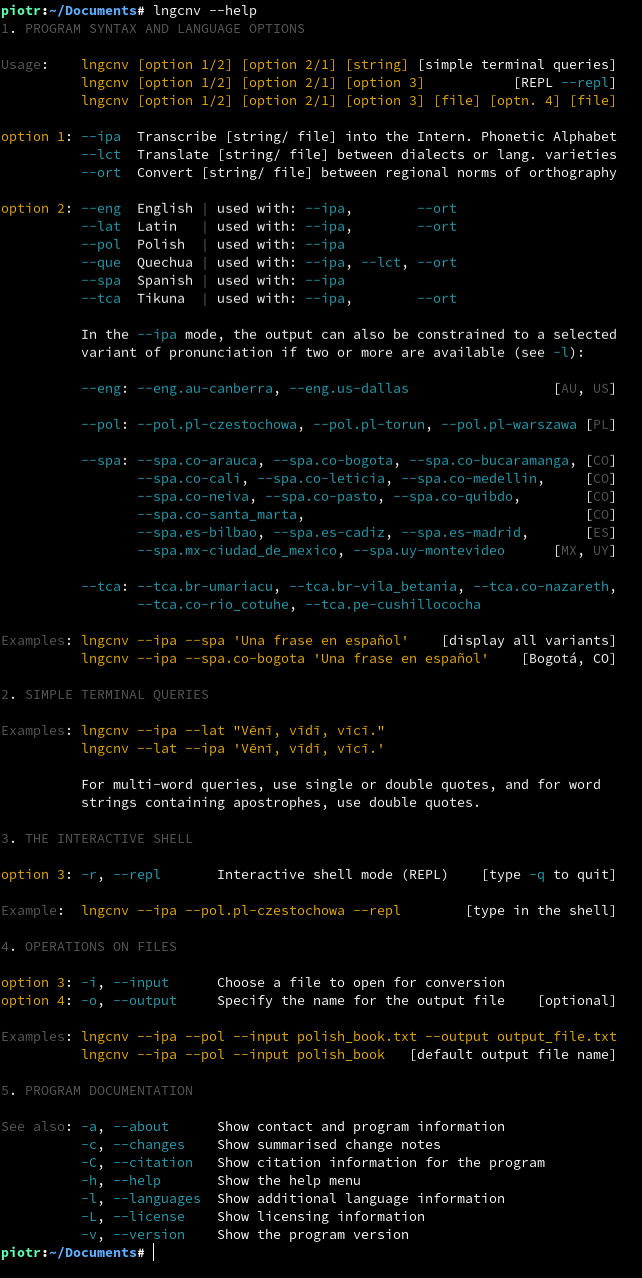 piotr:~/Documents# lngcnv --help
1. PROGRAM SYNTAX AND LANGUAGE OPTIONS
Usage:    lngcnv [option 1/2] [option 2/1] [string] [simple terminal queries]
          lngcnv [option 1/2] [option 2/1] [option 3]           [REPL --repl]
          lngcnv [option 1/2] [option 2/1] [option 3] [file] [optn. 4] [file]
option 1: --ipa  Transcribe [string/ file] into the Intern. Phonetic Alphabet
          --lct  Translate [string/ file] between dialects or lang. varieties
          --ort  Convert [string/ file] between regional norms of orthography
option 2: --eng  English | used with: --ipa,        --ort
          --lat  Latin   | used with: --ipa,        --ort
          --pol  Polish  | used with: --ipa
          --que  Quechua | used with: --ipa, --lct, --ort
          --spa  Spanish | used with: --ipa
          --tca  Tikuna  | used with: --ipa,        --ort
          In the --ipa mode, the output can also be constrained to a selected
          variant of pronunciation if two or more are available (see -l):
          --eng: --eng.au-canberra, --eng.us-dallas                  [AU, US]
          --pol: --pol.pl-czestochowa, --pol.pl-torun, --pol.pl-warszawa [PL]
          --spa: --spa.co-arauca, --spa.co-bogota, --spa.co-bucaramanga, [CO]
                 --spa.co-cali, --spa.co-leticia, --spa.co-medellin,     [CO]
                 --spa.co-neiva, --spa.co-pasto, --spa.co-quibdo,        [CO]
                 --spa.co-santa_marta,                                   [CO]
                 --spa.es-bilbao, --spa.es-cadiz, --spa.es-madrid,       [ES]
                 --spa.mx-ciudad_de_mexico, --spa.uy-montevideo      [MX, UY]
          --tca: --tca.br-umariacu, --tca.br-vila_betania, --tca.co-nazareth,
                 --tca.co-rio_cotuhe, --tca.pe-cushillococha
Examples: lngcnv --ipa --spa 'Una frase en español'    [display all variants]
          lngcnv --ipa --spa.co-bogota 'Una frase en español'    [Bogotá, CO]
2. SIMPLE TERMINAL QUERIES
Examples: lngcnv --ipa --lat "Vēnī, vīdī, vīcī."
          lngcnv --lat --ipa 'Vēnī, vīdī, vīcī.'
          For multi-word queries, use single or double quotes, and for word
          strings containing apostrophes, use double quotes.
3. THE INTERACTIVE SHELL
option 3: -r, --repl       Interactive shell mode (REPL)    [type -q to quit]
Example:  lngcnv --ipa --pol.pl-czestochowa --repl        [type in the shell]
4. OPERATIONS ON FILES
option 3: -i, --input      Choose a file to open for conversion
option 4: -o, --output     Specify the name for the output file    [optional]
Examples: lngcnv --ipa --pol --input polish_book.txt --output output_file.txt
          lngcnv --ipa --pol --input polish_book   [default output file name]
5. PROGRAM DOCUMENTATION
See also: -a, --about      Show contact and program information
          -c, --changes    Show summarised change notes
          -C, --citation   Show citation information for the program
          -h, --help       Show the help menu
          -l, --languages  Show additional language information
          -L, --license    Show licensing information
          -v, --version    Show the program version
piotr:~/Documents#